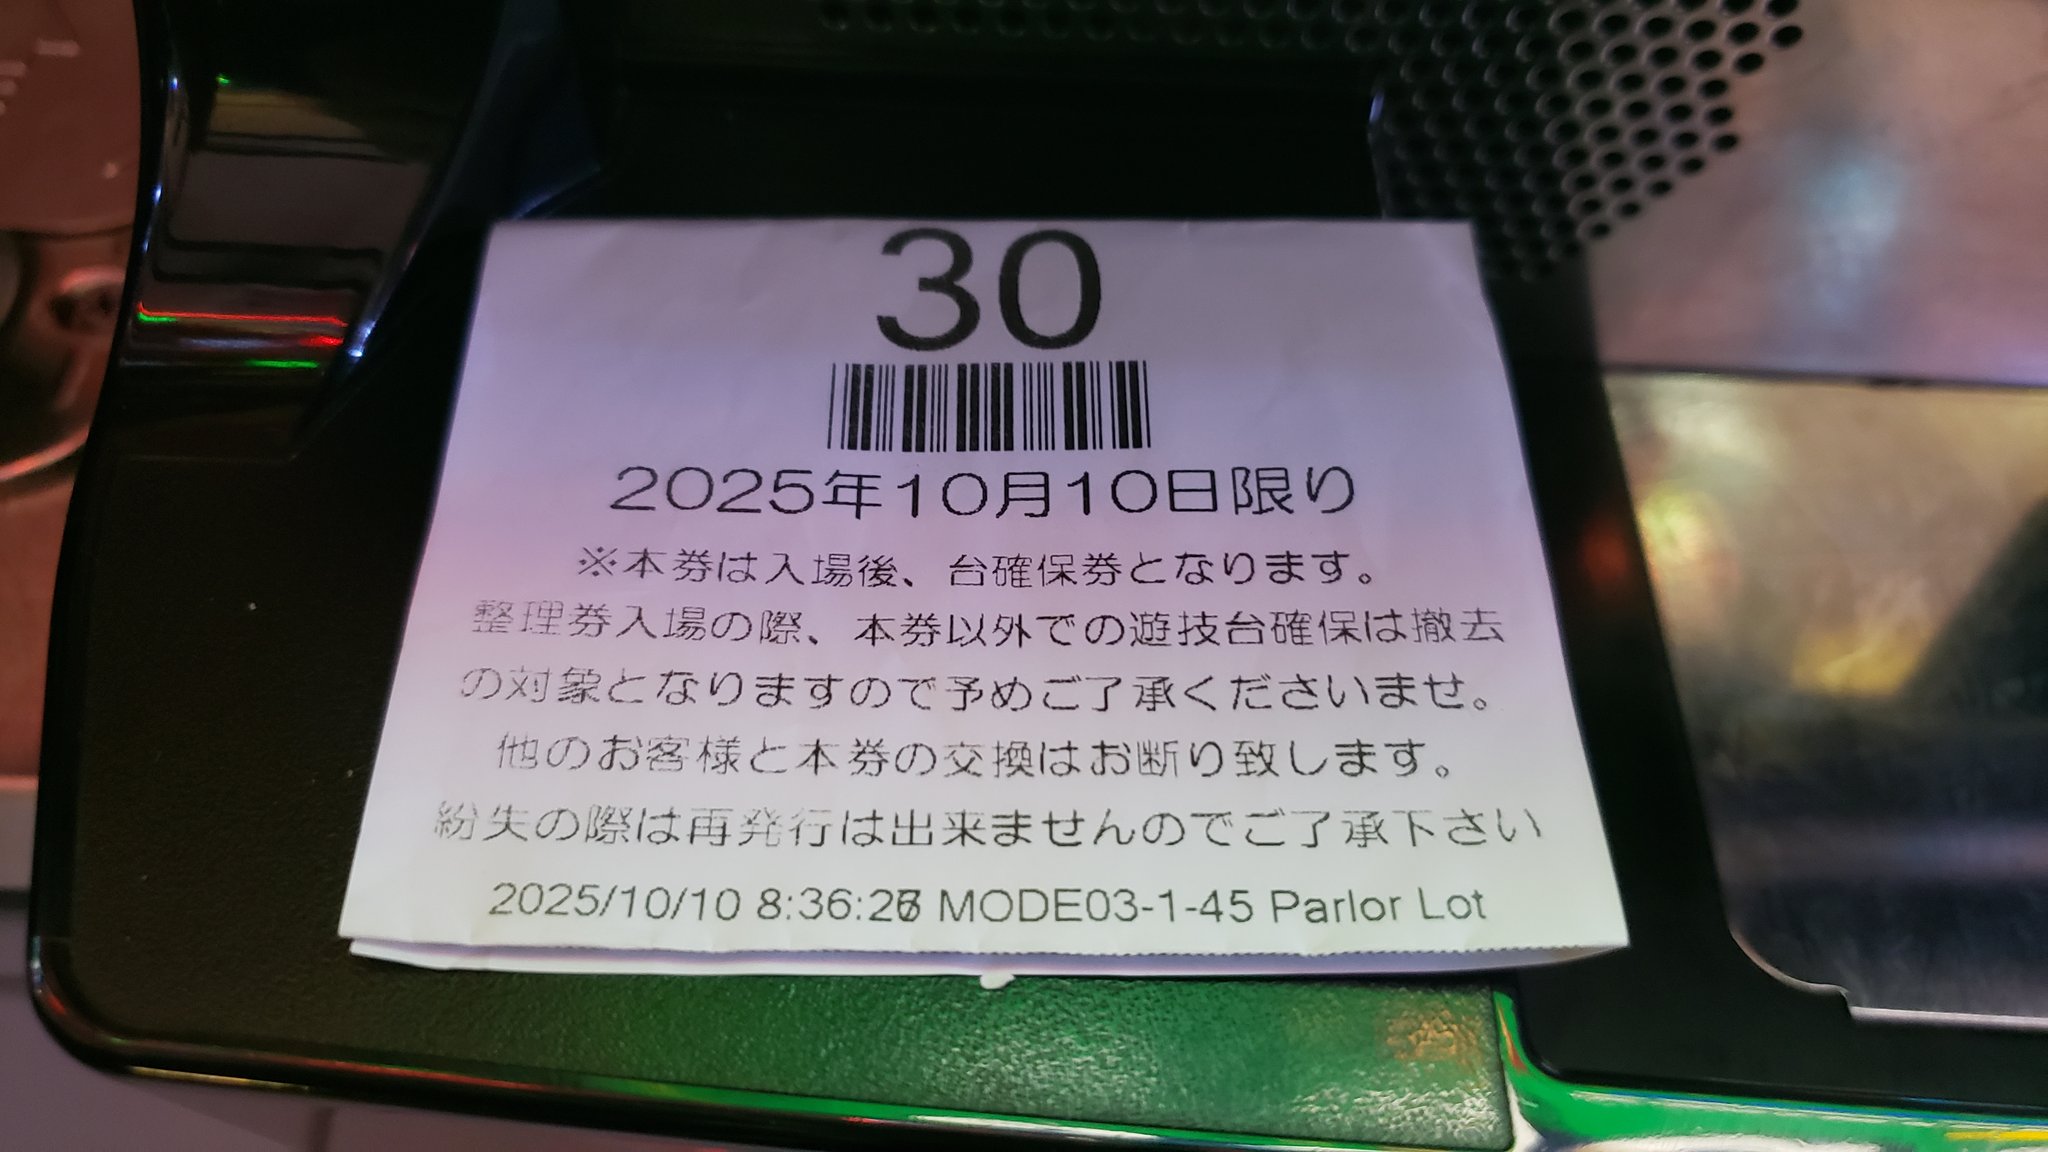 30
2025年10月10日限り
※本券は入場後、台確保券となります。
整理券入場の際、本券以外での遊技台確保は撤去
の対象となりますので予めご了承くださいませ。
他のお客様と本券の交換はお断り致します。
紛失の際は再発行は出来ませんのでご了承下さい
2025/10/10 MODE03-1-45 Parlor Lot